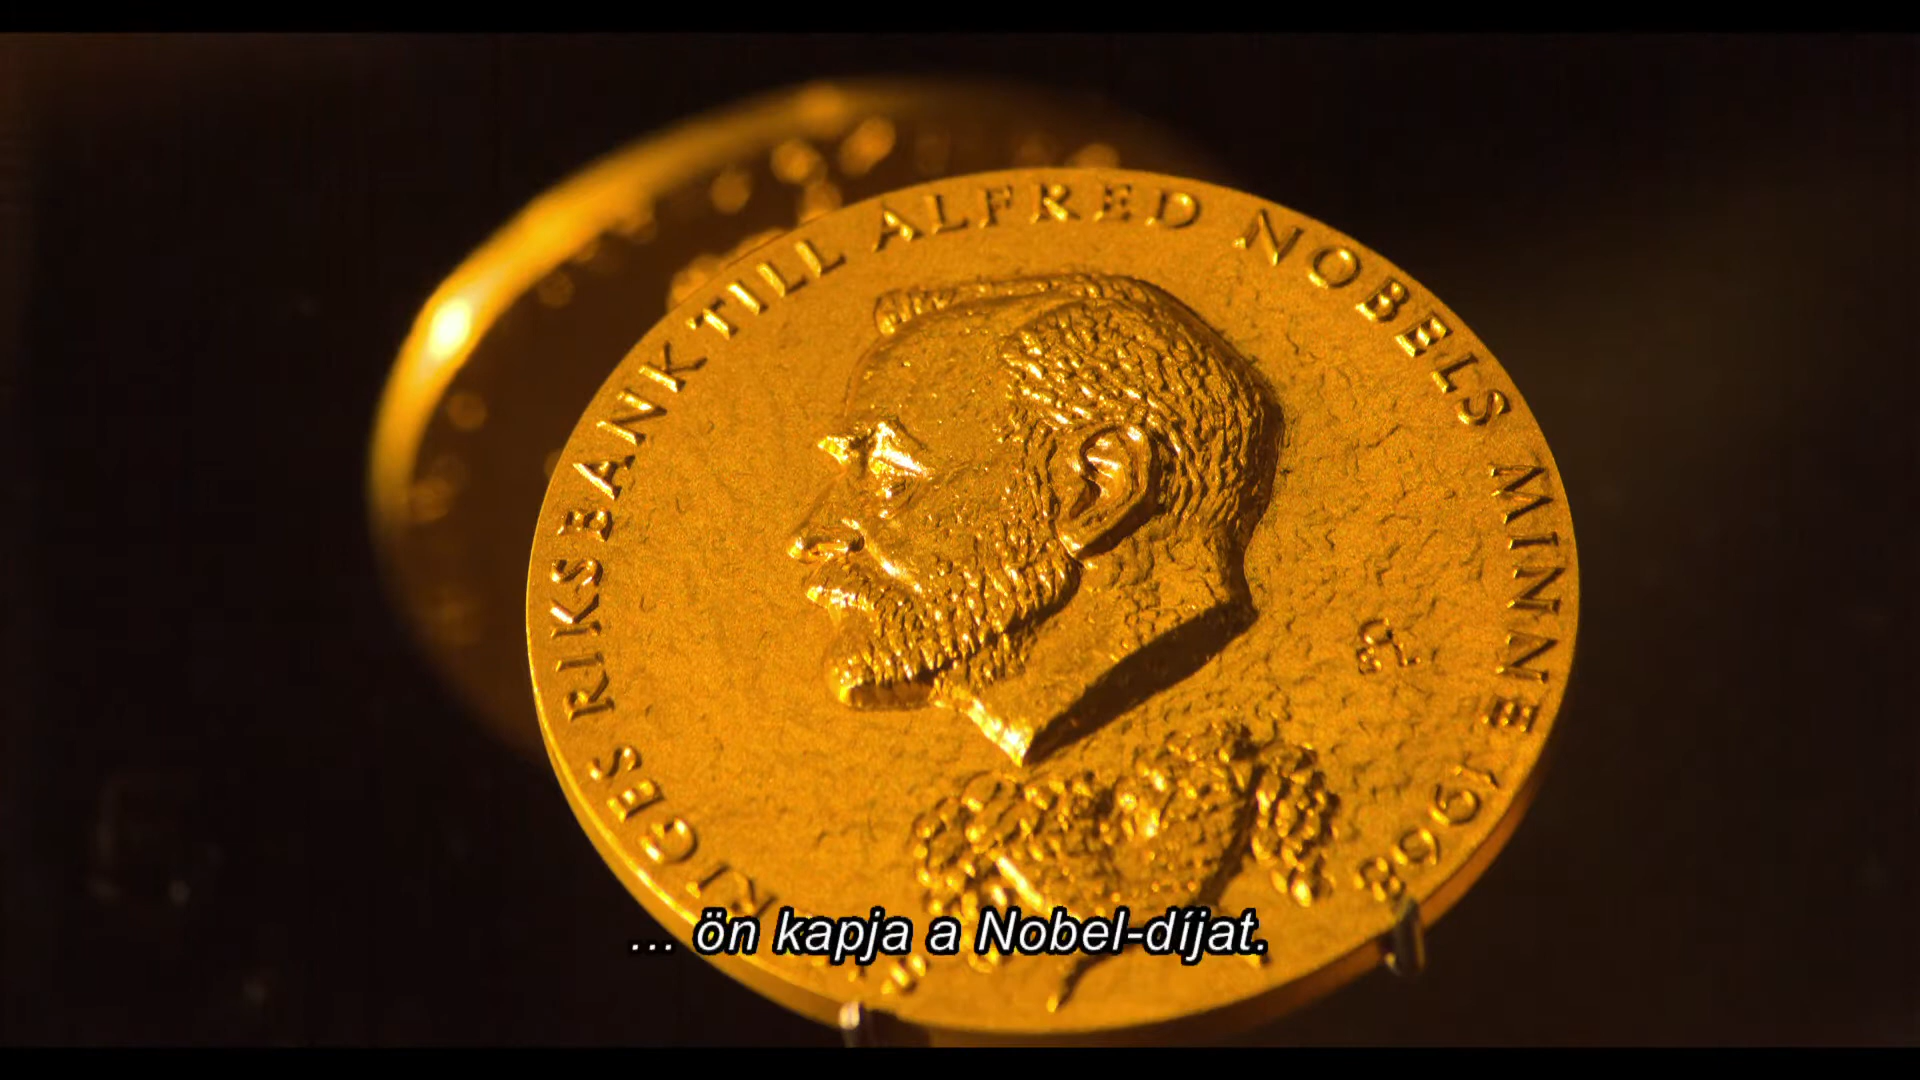 SVERIGES RIKSBANK TILL ALFRED NOBELS MINNE 1968
... ön kapja a Nobel-díjat.